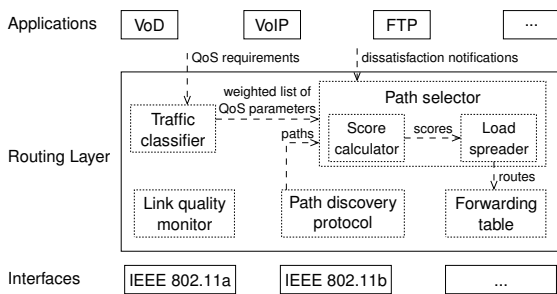 Applications
VoD
VoIP
FTP
...
QoS requirements
dissatisfaction notifications
weighted list of
QoS parameters
Path selector
Traffic
classifier
paths
Score
calculator
scores
Load
spreader
Routing Layer
routes
Link quality
monitor
Path discovery
protocol
Forwarding
table
Interfaces
IEEE 802.11a
IEEE 802.11b
...